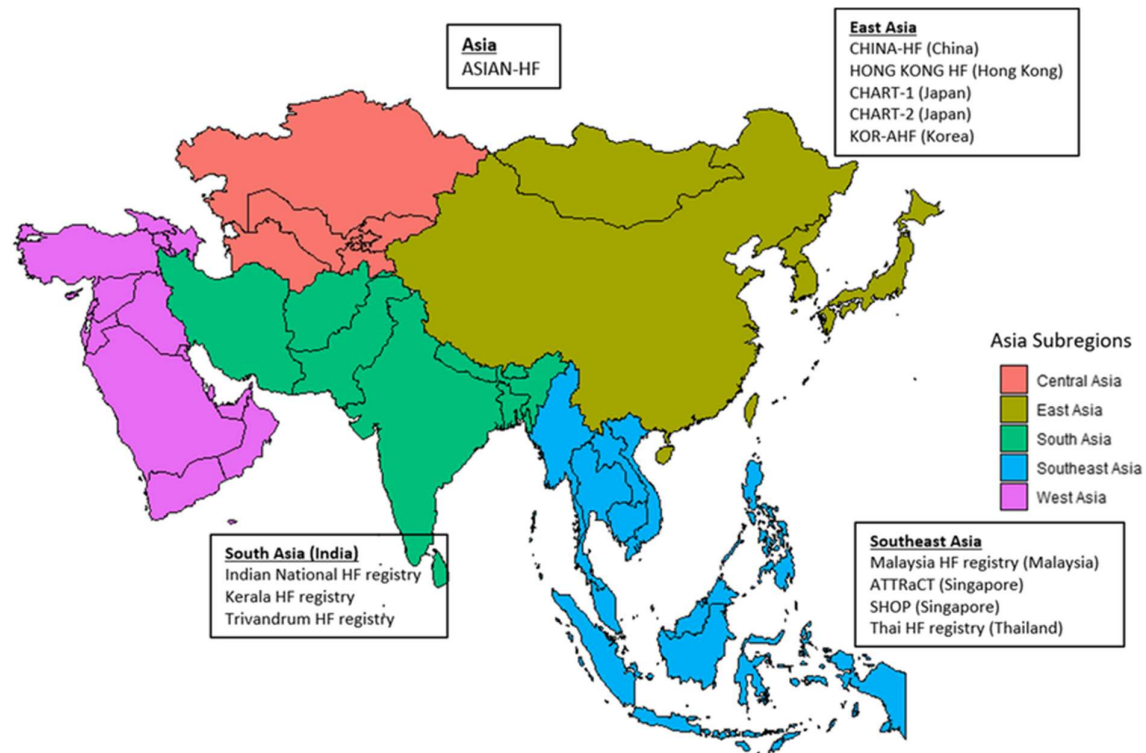 Asia
ASIAN-HF
East Asia
CHINA-HF (China)
HONG KONG HF (Hong Kong)
CHART-1 (Japan)
CHART-2 (Japan)
KOR-AHF (Korea)
Asia Subregions
Central Asia
East Asia
South Asia
Southeast Asia
West Asia
South Asia (India)
Indian National HF registry
Kerala HF registry
Trivandrum HF registry
Southeast Asia
Malaysia HF registry (Malaysia)
ATTRaCT (Singapore)
SHOP (Singapore)
Thai HF registry (Thailand)